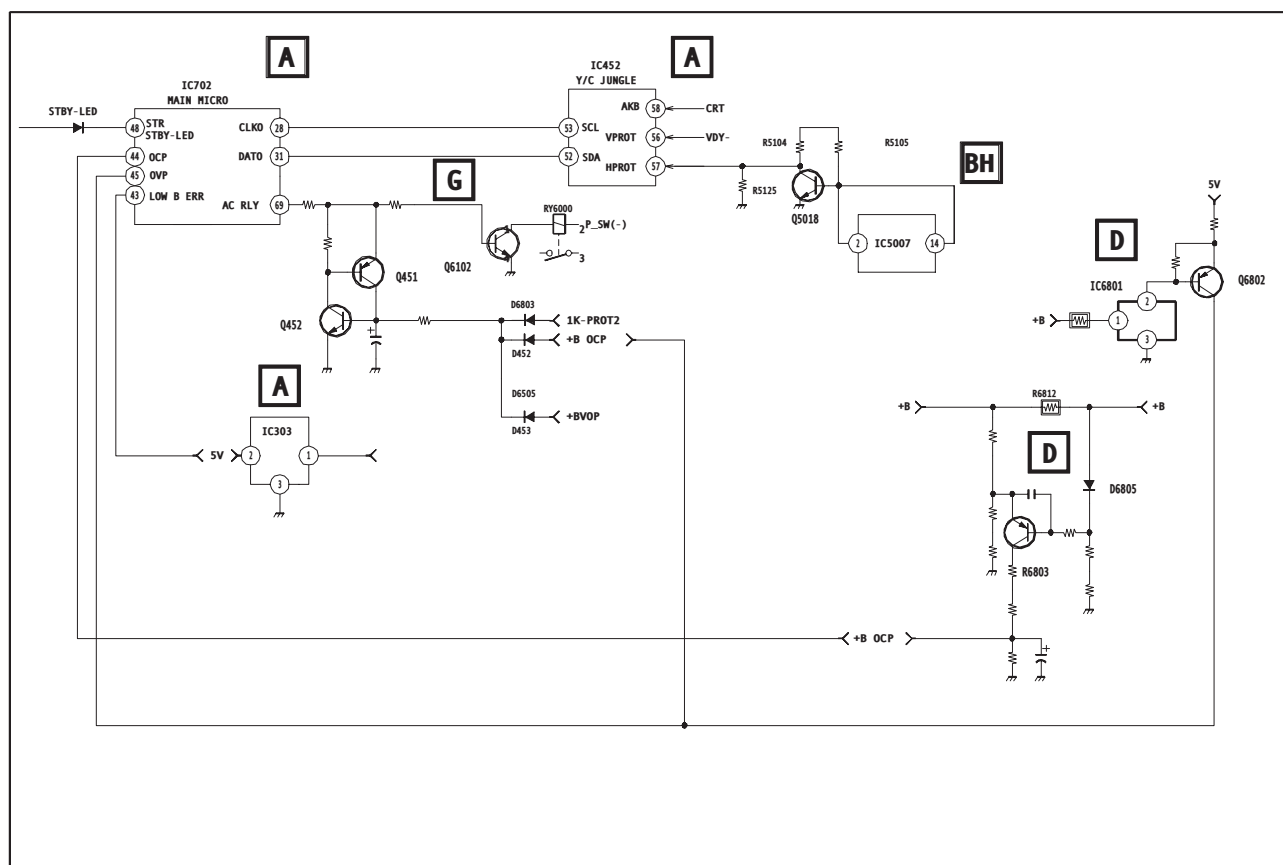 A
A
IC702
MAIN MICRO
IC452
Y/C JUNGLE
STBY-LED
48 STR
STBY-LED
CLKO 28
44 OCP
DATO 31
45 OVP
43 LOW B ERR
AC RLY 69
53 SCL
AKB 58
CRT
VPROT 56
VDY-
52 SDA
HPROT 57
R5104
R5105
R5125
Q5018
BH
2 IC5007 14
G
RY6000
2 P_SW(-)
3
Q6102
Q451
Q452
5V
D
IC6801
Q6802
2
+B
1
3
D6803
1K-PROT2
+B OCP
D452
D6505
+BVOP
D453
A
IC303
5V
2
1
3
R6812
+B
+B
D
D6805
R6803
+B OCP